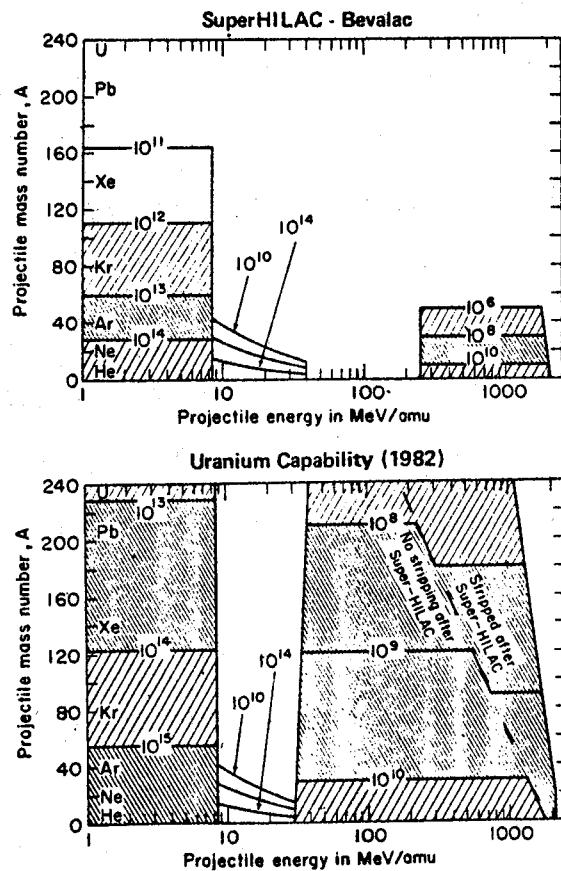 SuperHILAC - Bevalac
Projectile mass number, A
240
200
160
120
80
40
0
U
Pb
Xe
Kr
Ar
Ne
He
10^11
10^12
10^13
10^14
10^10
10^14
10^6
10^8
10^10
1
10
100
1000
Projectile energy in MeV/amu
Uranium Capability (1982)
Projectile mass number, A
240
200
160
120
80
40
0
U
Pb
Xe
Kr
Ar
Ne
He
10^13
10^14
10^15
10^10
10^14
10^8
10^9
10^10
No stripping after
Super-HILAC
Stripped after
Super-HILAC
1
10
100
1000
Projectile energy in MeV/amu